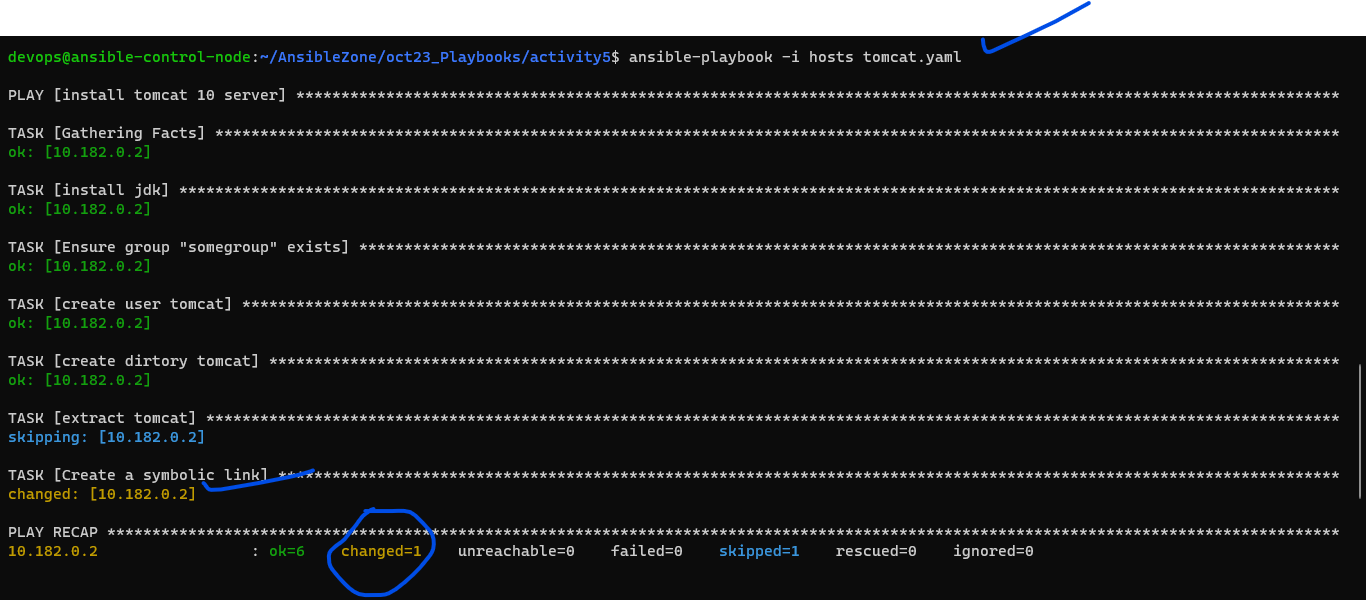 devops@ansible-control-node:~/AnsibleZone/oct23_Playbooks/activity5$ ansible-playbook -i hosts tomcat.yaml
PLAY [install tomcat 10 server] ********************************************************************************************************************
TASK [Gathering Facts] *****************************************************************************************************************************
ok: [10.182.0.2]
TASK [install jdk] *********************************************************************************************************************************
ok: [10.182.0.2]
TASK [Ensure group "somegroup" exists] *************************************************************************************************************
ok: [10.182.0.2]
TASK [create user tomcat] **************************************************************************************************************************
ok: [10.182.0.2]
TASK [create dirtory tomcat] ***********************************************************************************************************************
ok: [10.182.0.2]
TASK [extract tomcat] ******************************************************************************************************************************
skipping: [10.182.0.2]
TASK [Create a symbolic link] **********************************************************************************************************************
changed: [10.182.0.2]
PLAY RECAP *****************************************************************************************************************************************
10.182.0.2                 : ok=6    changed=1    unreachable=0    failed=0    skipped=1    rescued=0    ignored=0